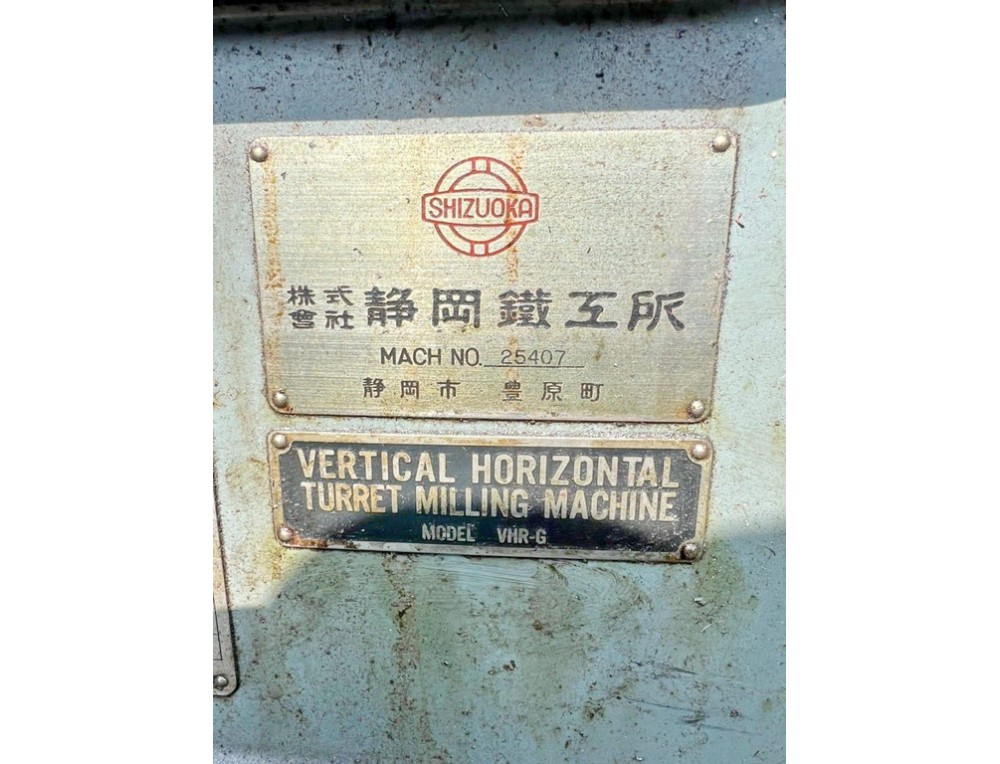 SHIZUOKA
株式會社 静岡鐵工所
MACH NO. 25407
静岡市 豊原町
VERTICAL HORIZONTAL
TURRET MILLING MACHINE
MODEL VHR-G